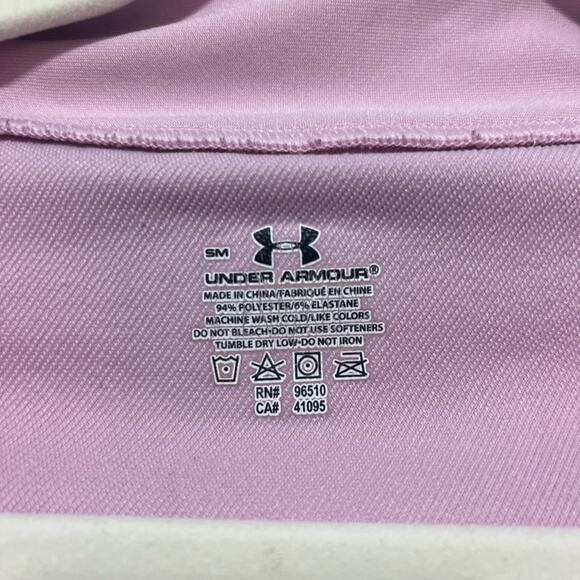 SM
UNDER ARMOUR®
MADE IN CHINA/FABRIQUÉ EN CHINE
94% POLYESTER/6% ELASTANE
MACHINE WASH COLD/LIKE COLORS
DO NOT BLEACH•DO NOT USE SOFTENERS
TUMBLE DRY LOW•DO NOT IRON
RN# 96510
CA# 41095